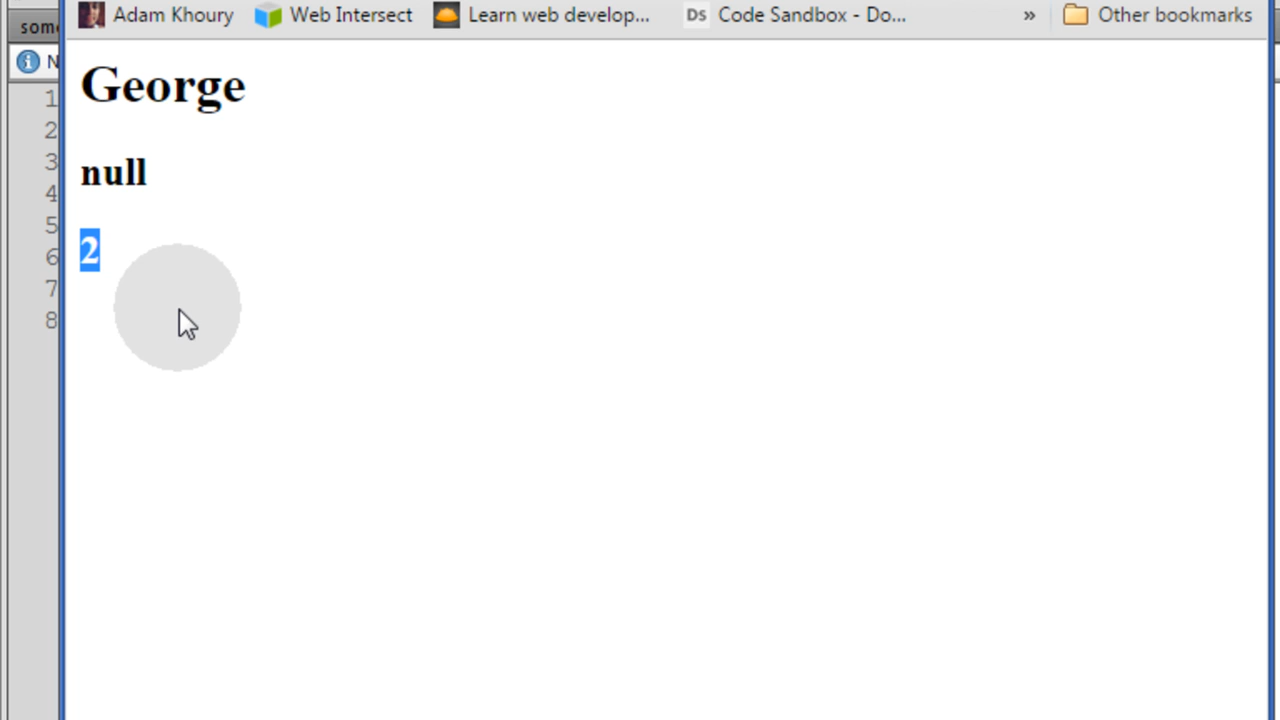 Adam Khoury Web Intersect Learn web develop... DS Code Sandbox - Do... » Other bookmarks
som
N
George
null
2
1
2
3
4
5
6
7
8